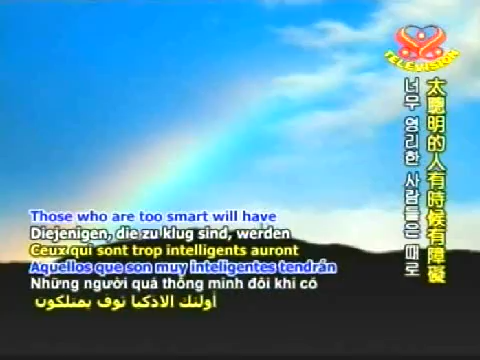 TELEVISION
太聰明的人有時候有障礙
너무 영리한 사람들은 때로
Those who are too smart will have
Diejenigen, die zu klug sind, werden
Ceux qui sont trop intelligents auront
Aquellos que son muy inteligentes tendrán
Những người quá thông minh đôi khi có
أولئك الاذكيا نوف يمتلكون